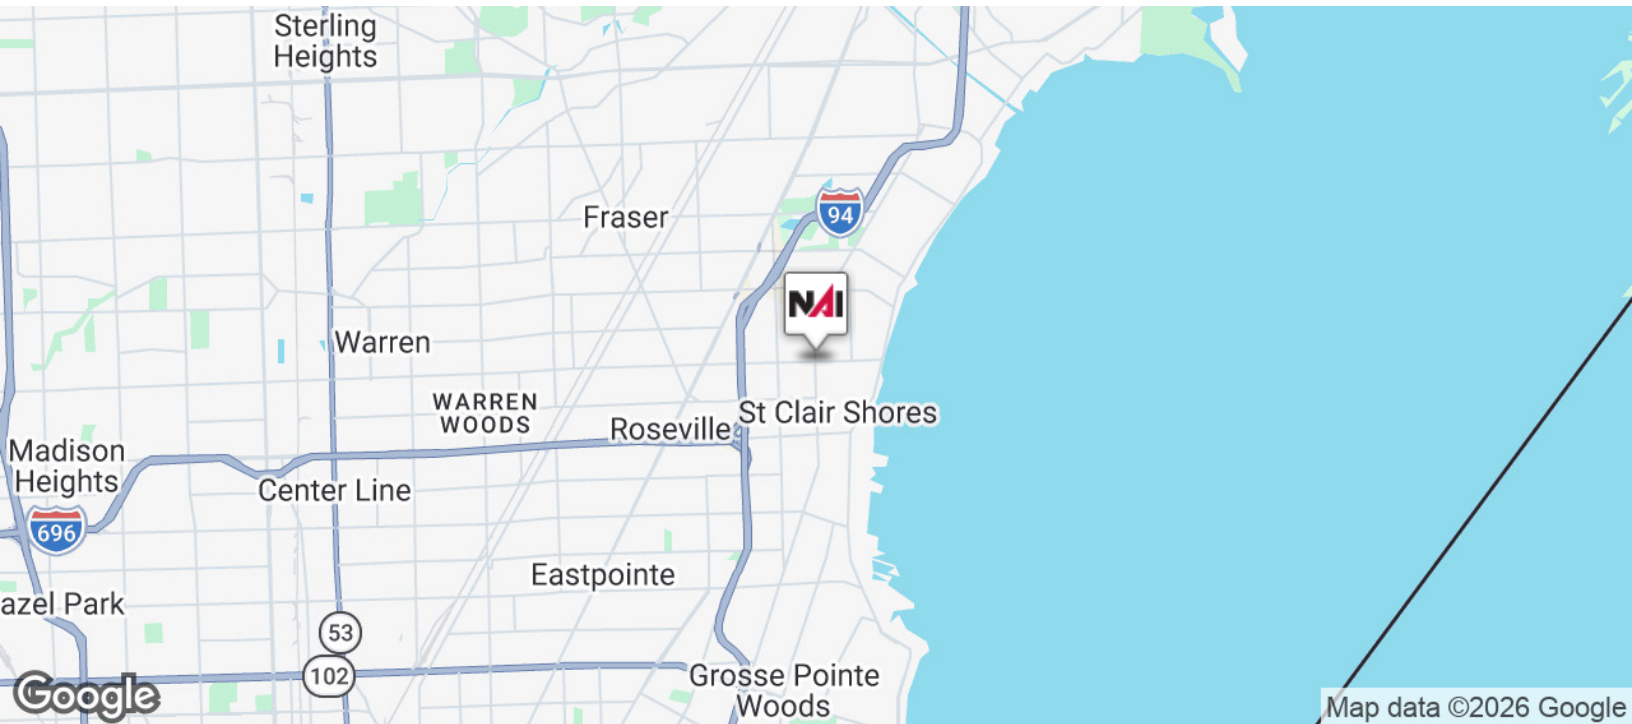 Sterling
Heights
94
Fraser
NAI
Warren
WARREN
WOODS
St Clair Shores
Roseville
Madison
Heights
Center Line
696
Eastpointe
azel Park
53
102
Grosse Pointe
Woods
Google
Map data ©2026 Google